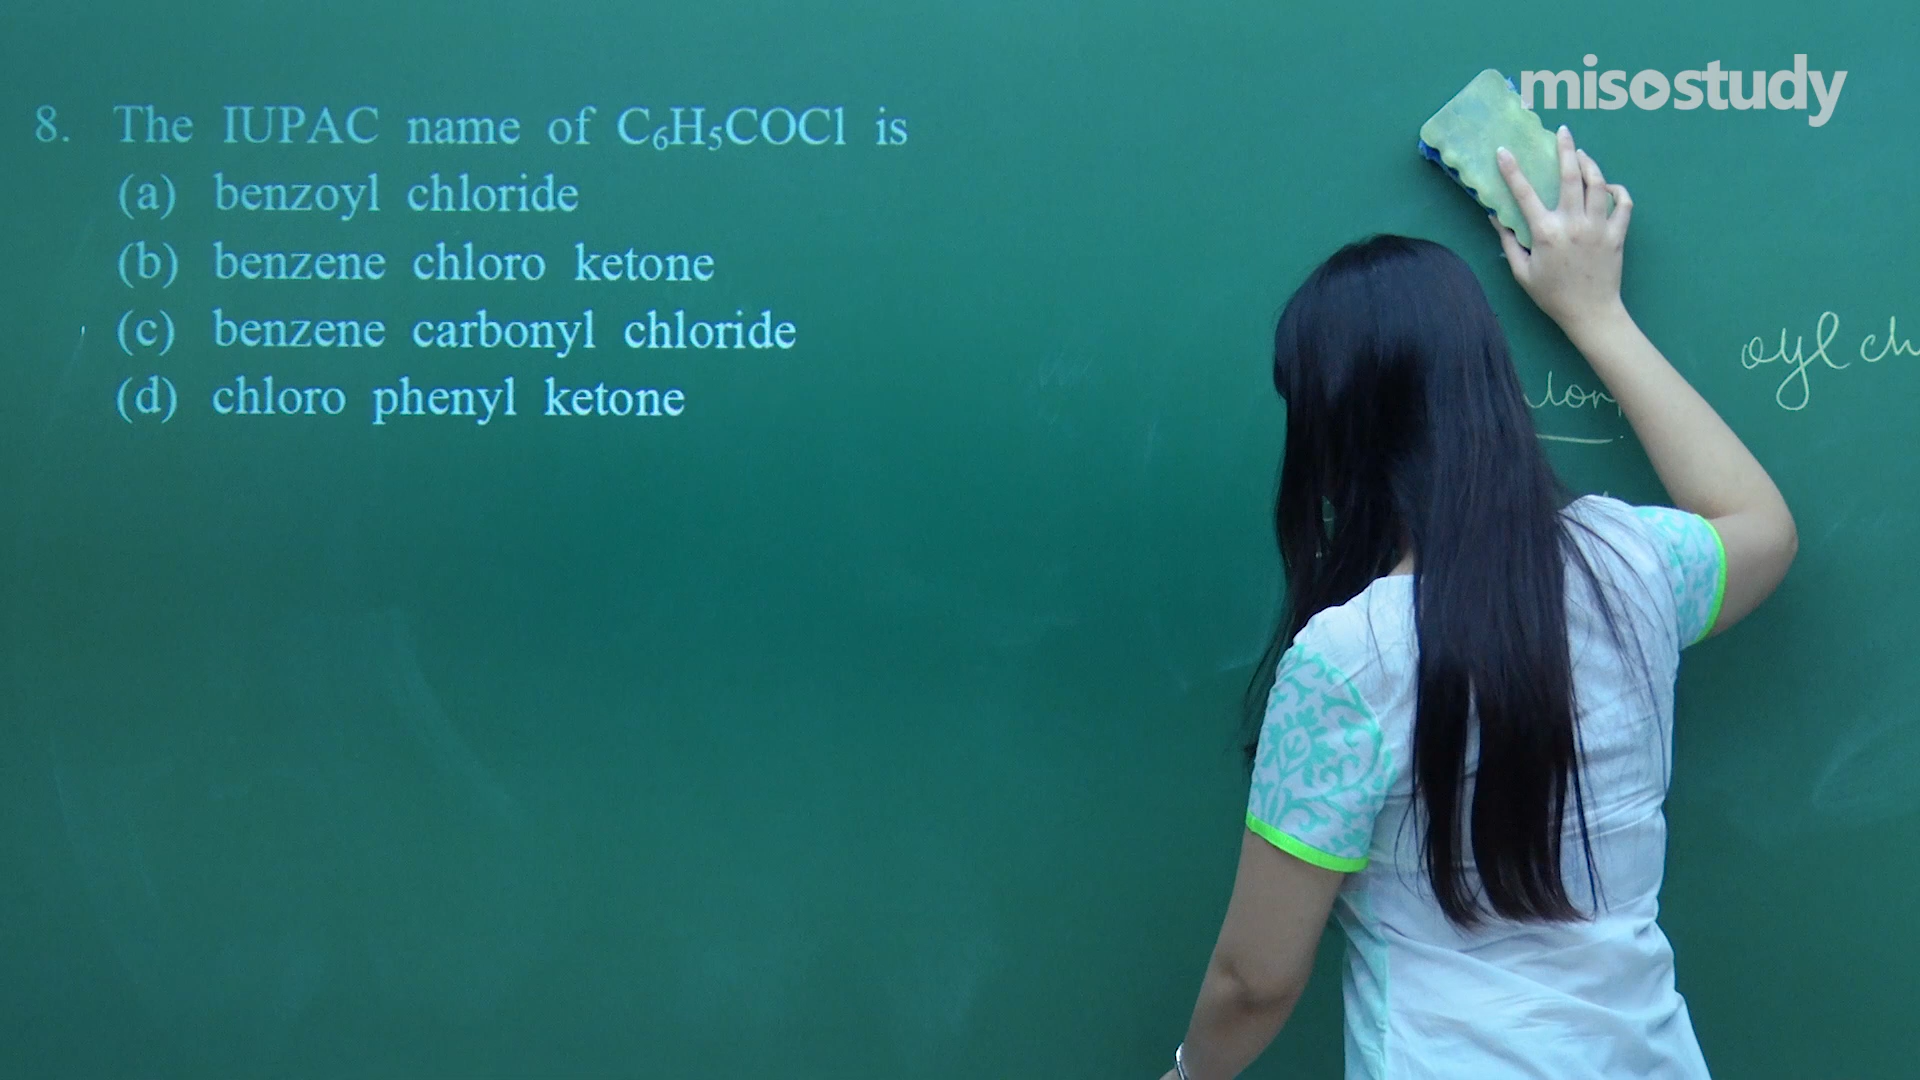 misostudy
8. The IUPAC name of C₆H₅COCl is
(a) benzoyl chloride
(b) benzene chloro ketone
(c) benzene carbonyl chloride
(d) chloro phenyl ketone
oyl ch